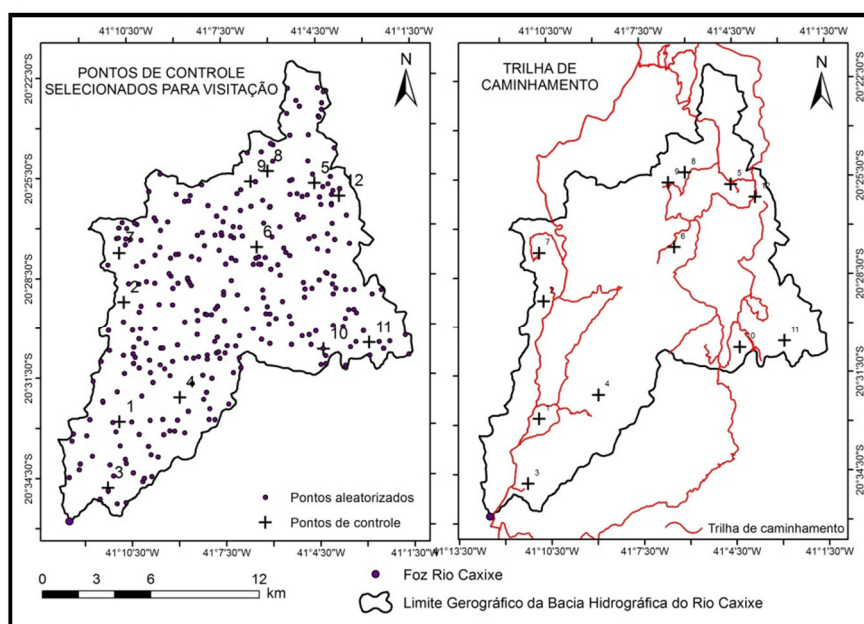 41°10'30"W 41°7'30"W 41°4'30"W 41°1'30"W
PONTOS DE CONTROLE
SELECIONADOS PARA VISITAÇÃO
N
20°22'30"S
20°25'30"S
20°28'30"S
20°31'30"S
20°34'30"S
8
9
5
12
6
7
2
10
11
4
1
3
Pontos aleatorizados
Pontos de controle
41°10'30"W 41°7'30"W 41°4'30"W 41°1'30"W
41°10'30"W 41°7'30"W 41°4'30"W 41°1'30"W
TRILHA DE
CAMINHAMENTO
N
20°22'30"S
20°25'30"S
20°28'30"S
20°31'30"S
20°34'30"S
8
9
5
12
6
7
2
10
11
4
1
3
Trilha de caminhamento
41°13'30"W 41°10'30"W 41°7'30"W 41°4'30"W 41°1'30"W
0 3 6 12
km
Foz Rio Caxixe
Limite Gerográfico da Bacia Hidrográfica do Rio Caxixe